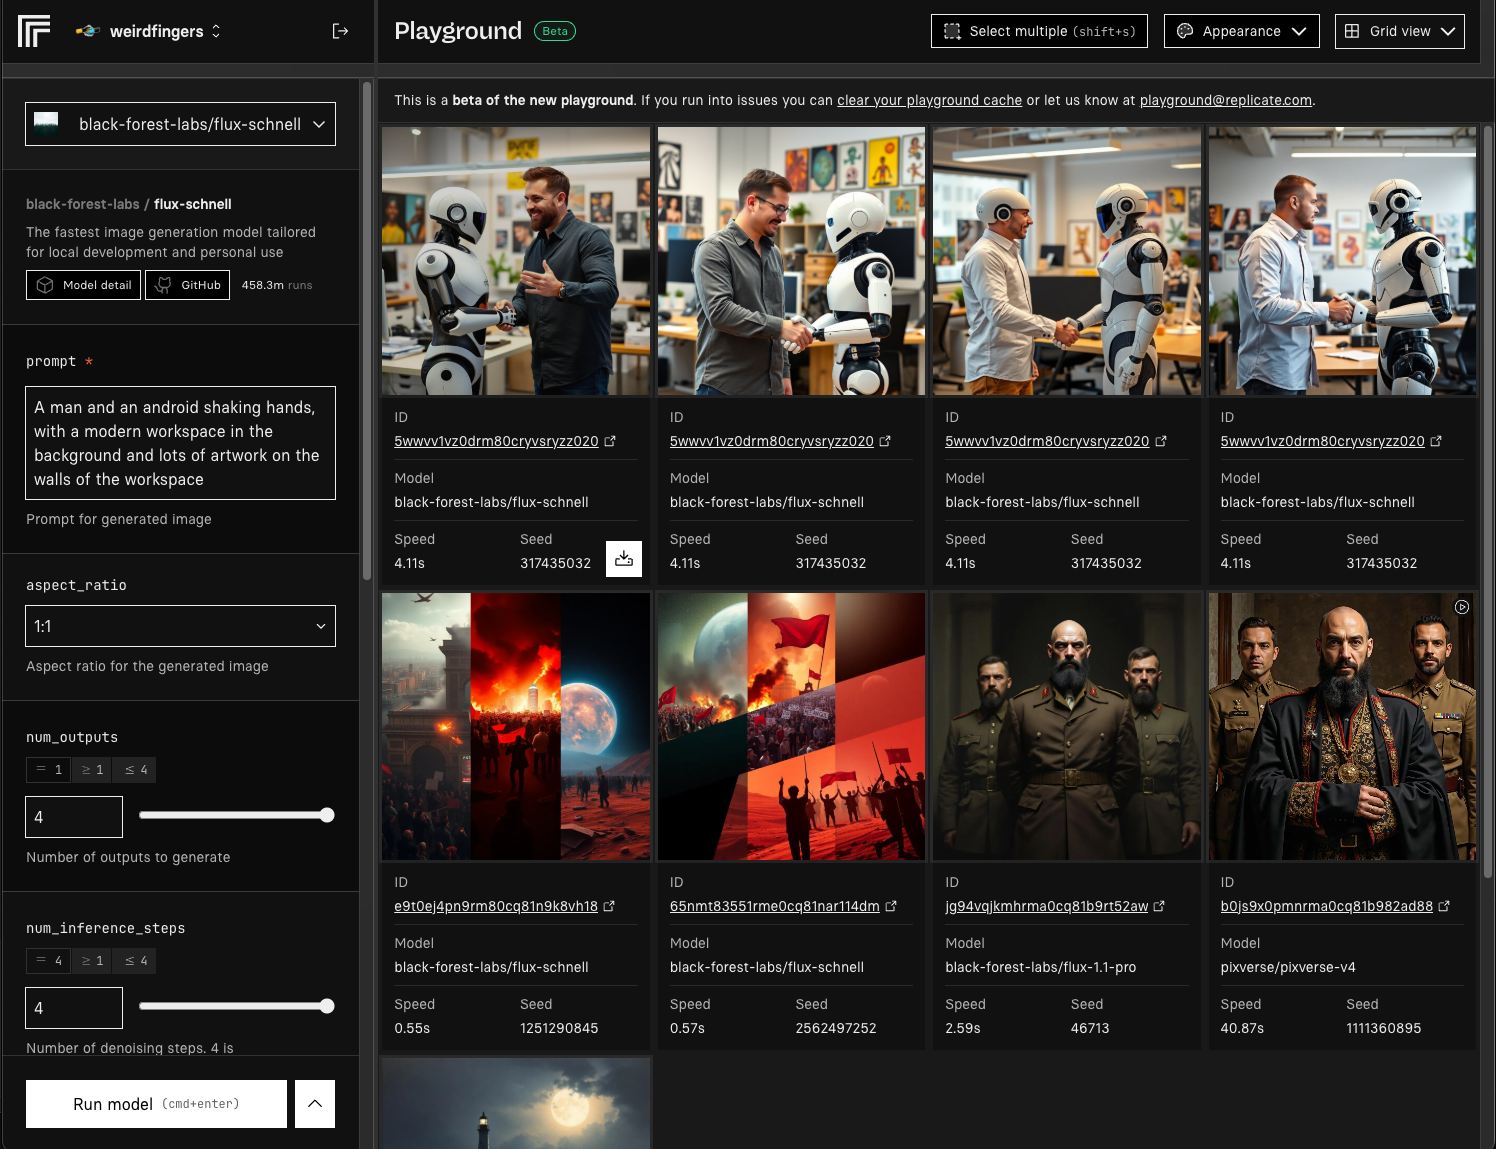 weirdfingers
Playground
Beta
Select multiple (shift+s)
Appearance
Grid view
black-forest-labs/flux-schnell
This is a beta of the new playground. If you run into issues you can clear your playground cache or let us know at playground@replicate.com.
black-forest-labs / flux-schnell
The fastest image generation model tailored
for local development and personal use
Model detail
GitHub
458.3m runs
prompt *
A man and an android shaking hands,
with a modern workspace in the
background and lots of artwork on the
walls of the workspace
Prompt for generated image
aspect_ratio
1:1
Aspect ratio for the generated image
num_outputs
= 1
≥ 1
≤ 4
4
Number of outputs to generate
num_inference_steps
= 4
≥ 1
≤ 4
4
Number of denoising steps. 4 is
Run model (cmd+enter)
ID
5wwvv1vz0drm80cryvsryzz020
Model
black-forest-labs/flux-schnell
Speed
Seed
4.11s
317435032
ID
5wwvv1vz0drm80cryvsryzz020
Model
black-forest-labs/flux-schnell
Speed
Seed
4.11s
317435032
ID
5wwvv1vz0drm80cryvsryzz020
Model
black-forest-labs/flux-schnell
Speed
Seed
4.11s
317435032
ID
5wwvv1vz0drm80cryvsryzz020
Model
black-forest-labs/flux-schnell
Speed
Seed
4.11s
317435032
ID
e9t0ej4pn9rm80cq81n9k8vh18
Model
black-forest-labs/flux-schnell
Speed
Seed
0.55s
1251290845
ID
65nmt83551rme0cq81nar114dm
Model
black-forest-labs/flux-schnell
Speed
Seed
0.57s
2562497252
ID
jg94vqjkmhrma0cq81b9rt52aw
Model
black-forest-labs/flux-1.1-pro
Speed
Seed
2.59s
46713
ID
b0js9x0pmnrma0cq81b982ad88
Model
pixverse/pixverse-v4
Speed
Seed
40.87s
1111360895